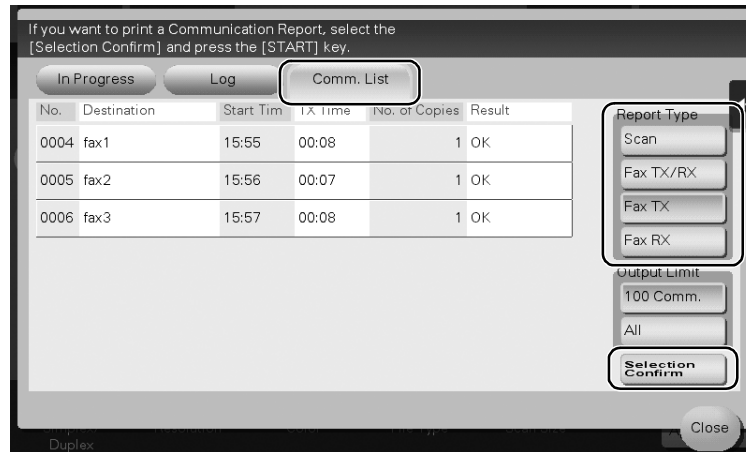 If you want to print a Communication Report, select the
[Selection Confirm] and press the [START] key.
In Progress Log Comm. List
No. Destination Start Tim TX Time No. of Copies Result
0004 fax1 15:55 00:08 1 OK
0005 fax2 15:56 00:07 1 OK
0006 fax3 15:57 00:08 1 OK
Report Type
Scan
Fax TX/RX
Fax TX
Fax RX
Output Limit
100 Comm.
All
Selection
Confirm
Close
Duplex